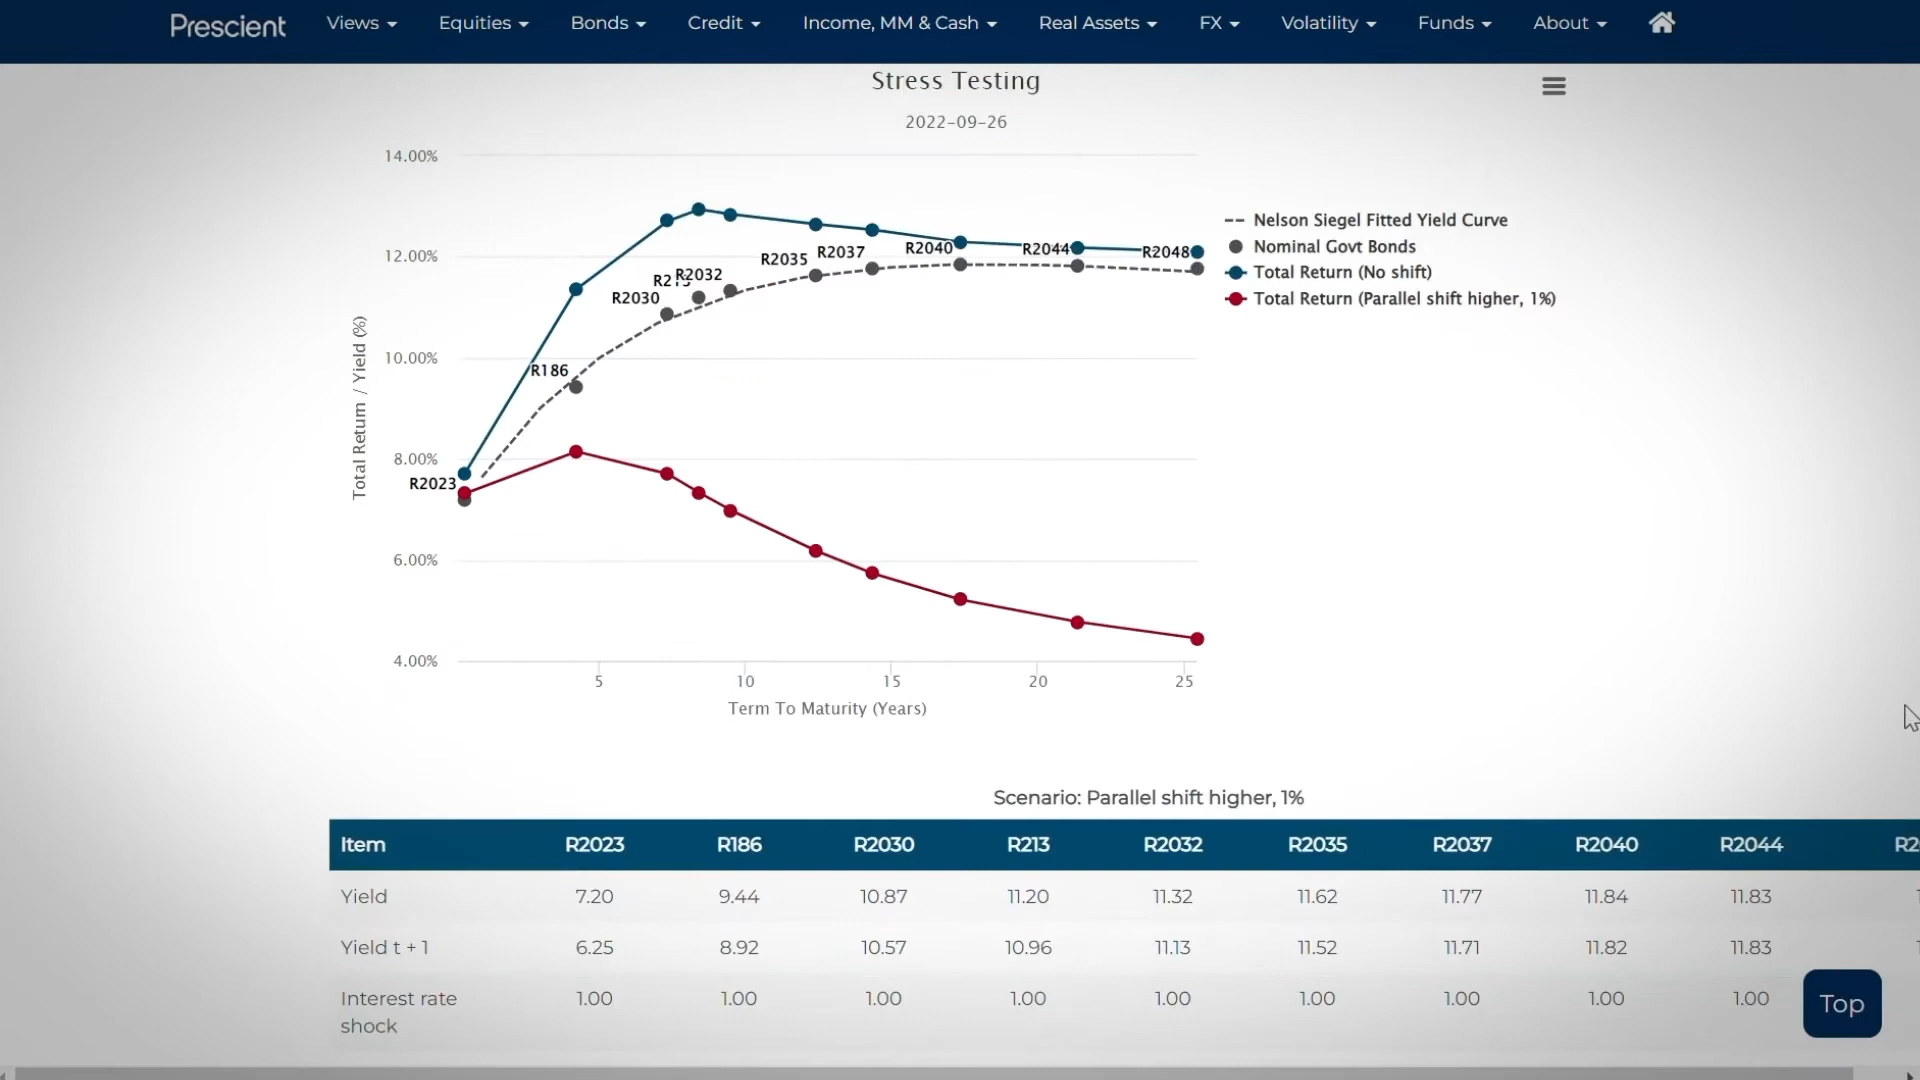 Prescient Views Equities Bonds Credit Income, MM & Cash Real Assets FX Volatility Funds About
Stress Testing
2022-09-26
14.00%
12.00%
10.00%
8.00%
6.00%
4.00%
Total Return / Yield (%)
R2023
R186
R2030
R2032
R2035
R2037
R2040
R2044
R2048
5 10 15 20 25
Term To Maturity (Years)
Nelson Siegel Fitted Yield Curve
Nominal Govt Bonds
Total Return (No shift)
Total Return (Parallel shift higher, 1%)
Scenario: Parallel shift higher, 1%
Item R2023 R186 R2030 R213 R2032 R2035 R2037 R2040 R2044
Yield 7.20 9.44 10.87 11.20 11.32 11.62 11.77 11.84 11.83
Yield t + 1 6.25 8.92 10.57 10.96 11.13 11.52 11.71 11.82 11.83
Interest rate shock 1.00 1.00 1.00 1.00 1.00 1.00 1.00 1.00 1.00
Top